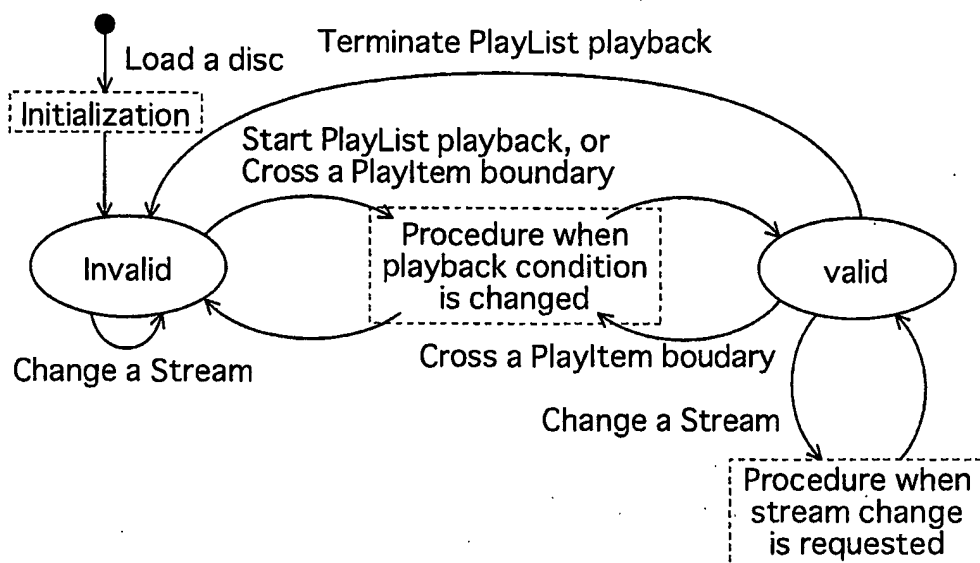 Terminate PlayList playback
Load a disc
Initialization
Start PlayList playback, or
Cross a PlayItem boundary
Procedure when
playback condition
is changed
Invalid
valid
Cross a PlayItem boudary
Change a Stream
Change a Stream
Procedure when
stream change
is requested